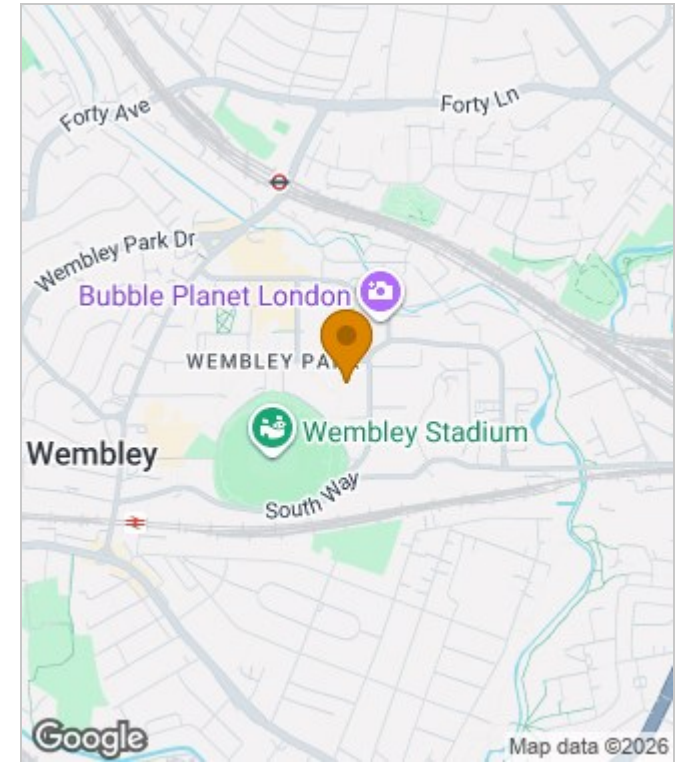 Forty Ave
Forty Ln
Wembley Park Dr
Bubble Planet London
WEMBLEY PA
Wembley Stadium
Wembley
South Way
Google
Map data ©2026